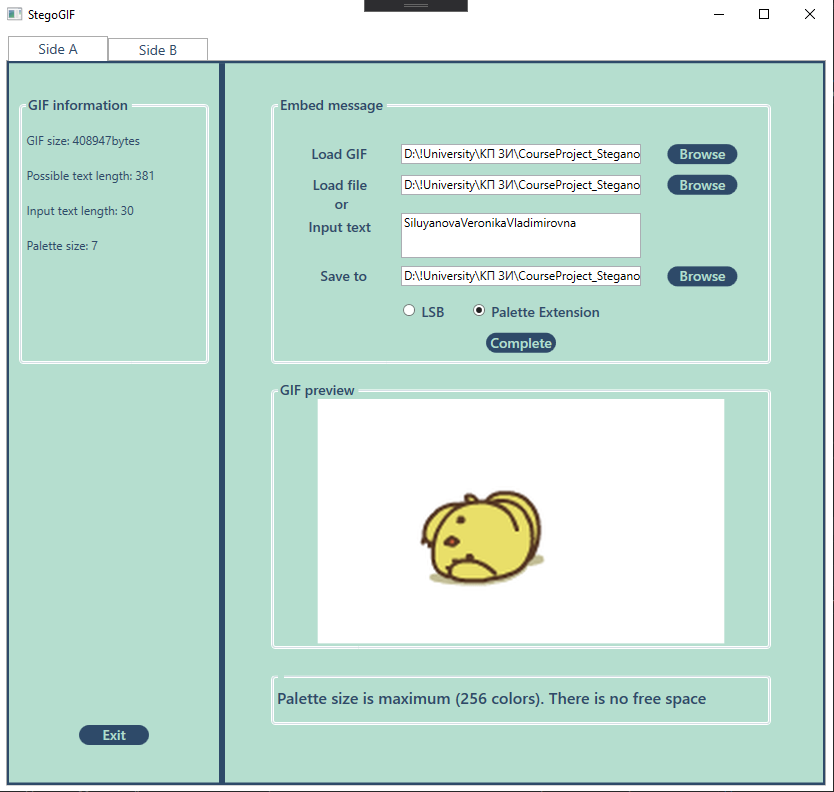 StegoGIF
Side A
Side B
GIF information
GIF size: 408947bytes
Possible text length: 381
Input text length: 30
Palette size: 7
Exit
Embed message
Load GIF
D:\!University\КП ЗИ\CourseProject_Stegano
Browse
Load file
D:\!University\КП ЗИ\CourseProject_Stegano
Browse
or
Input text
SiluyanovaVeronikaVladimirovna
Save to
D:\!University\КП ЗИ\CourseProject_Stegano
Browse
LSB
Palette Extension
Complete
GIF preview
Palette size is maximum (256 colors). There is no free space